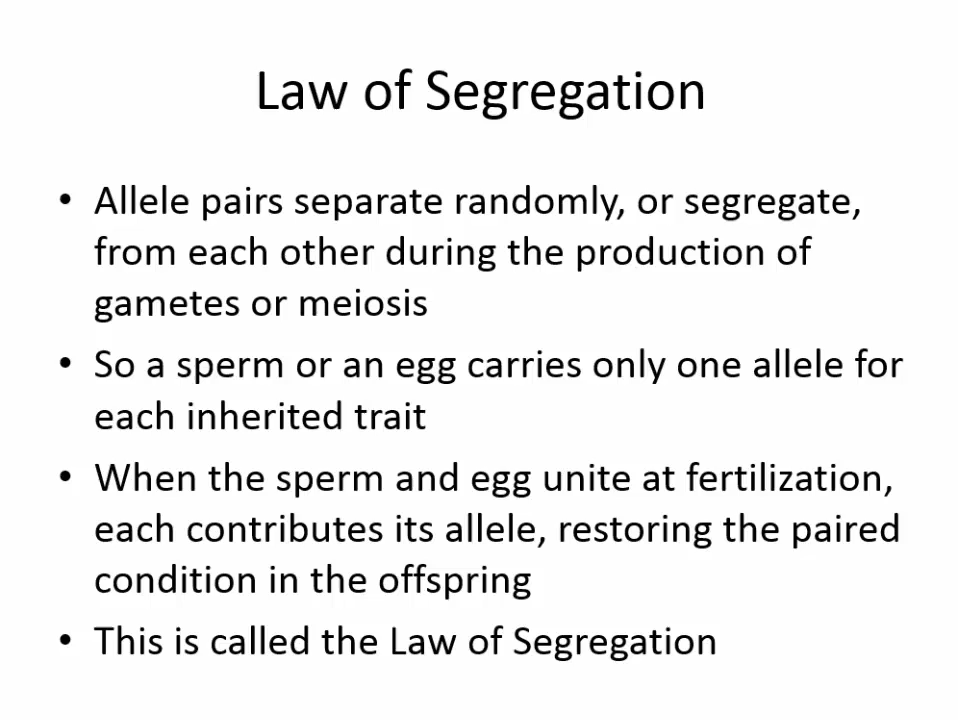 Law of Segregation
• Allele pairs separate randomly, or segregate,
from each other during the production of
gametes or meiosis
• So a sperm or an egg carries only one allele for
each inherited trait
• When the sperm and egg unite at fertilization,
each contributes its allele, restoring the paired
condition in the offspring
• This is called the Law of Segregation